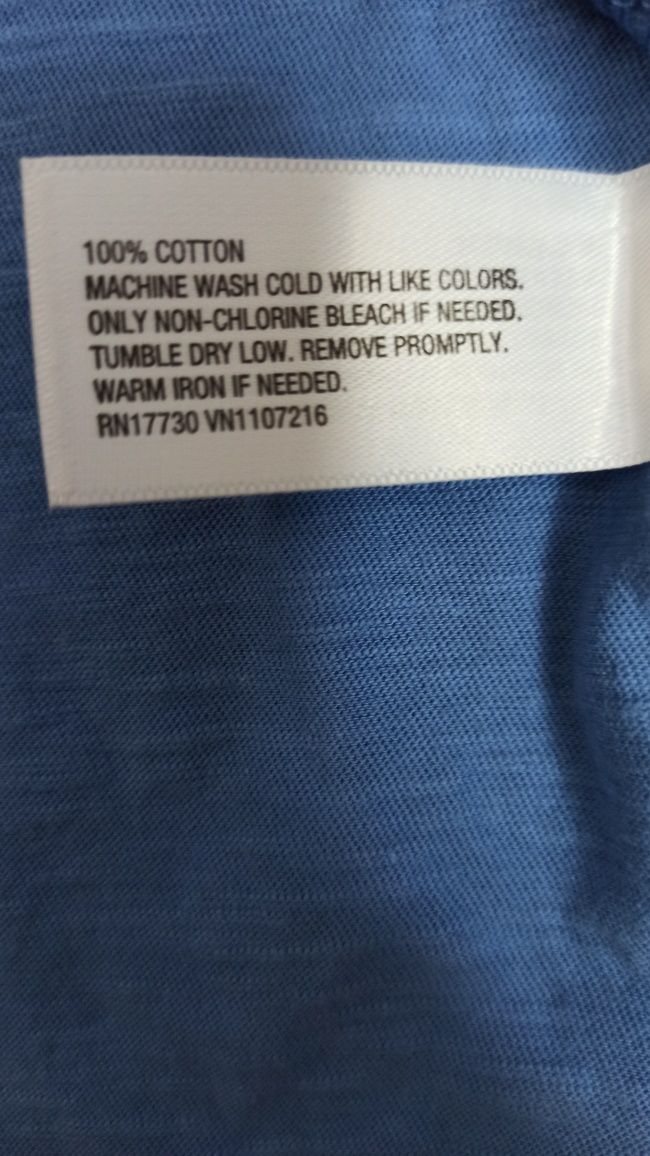 100% COTTON
MACHINE WASH COLD WITH LIKE COLORS.
ONLY NON-CHLORINE BLEACH IF NEEDED.
TUMBLE DRY LOW. REMOVE PROMPTLY.
WARM IRON IF NEEDED.
RN17730 VN1107216